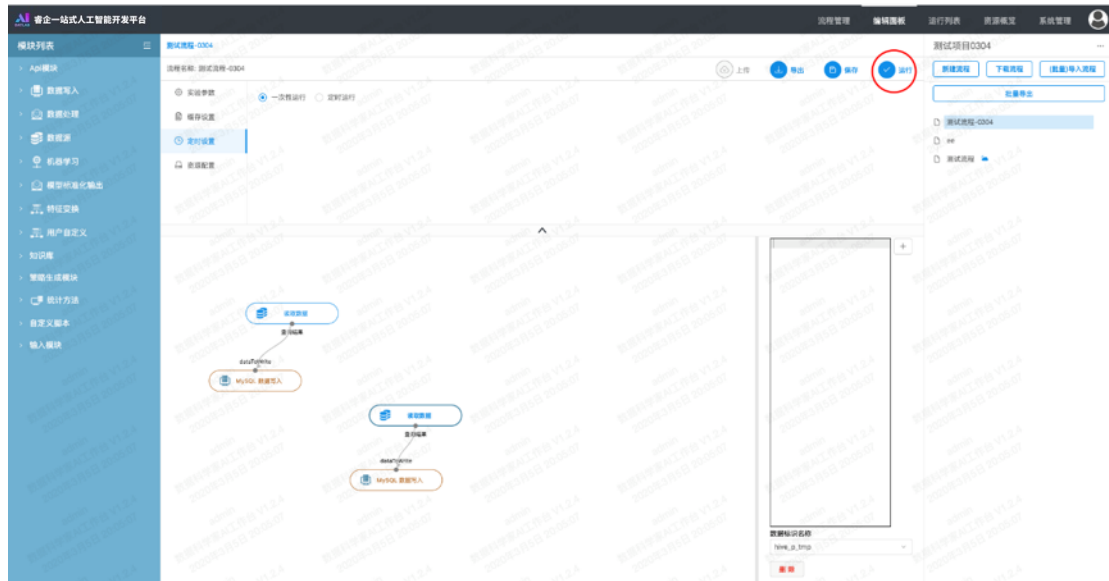 睿企一站式人工智能开发平台
流程管理 编辑面板 运行列表 资源概览 系统管理
模块列表
Api模块
数据写入
数据处理
数据源
机器学习
模型标准化输出
特征变换
用户自定义
知识库
策略生成模块
统计方法
自定义脚本
输入模块
测试流程-0304
流程名称: 测试流程-0304
上传 导出 保存 运行
实验参数
缓存设置
定时设置
资源配置
一次性运行 定时运行
读取数据
查询结果
dataToWrite
MySQL 数据写入
读取数据
查询结果
dataToWrite
MySQL 数据写入
数据标识名称
hive_p_tmp
删除
测试项目0304
新建流程 下载流程 (批量)导入流程
批量导出
测试流程-0304
测试流程